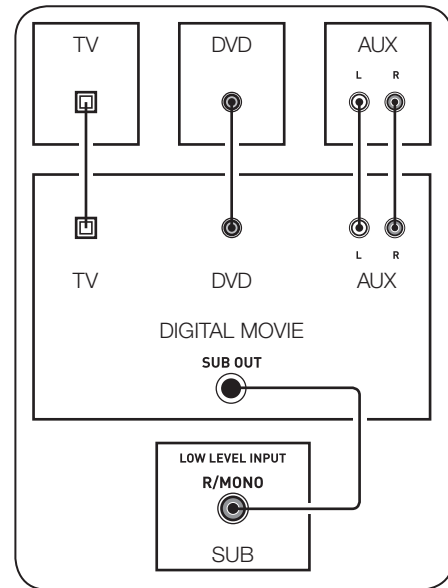 TV DVD AUX
L R
L R
TV DVD AUX
DIGITAL MOVIE
SUB OUT
LOW LEVEL INPUT
R/MONO
SUB